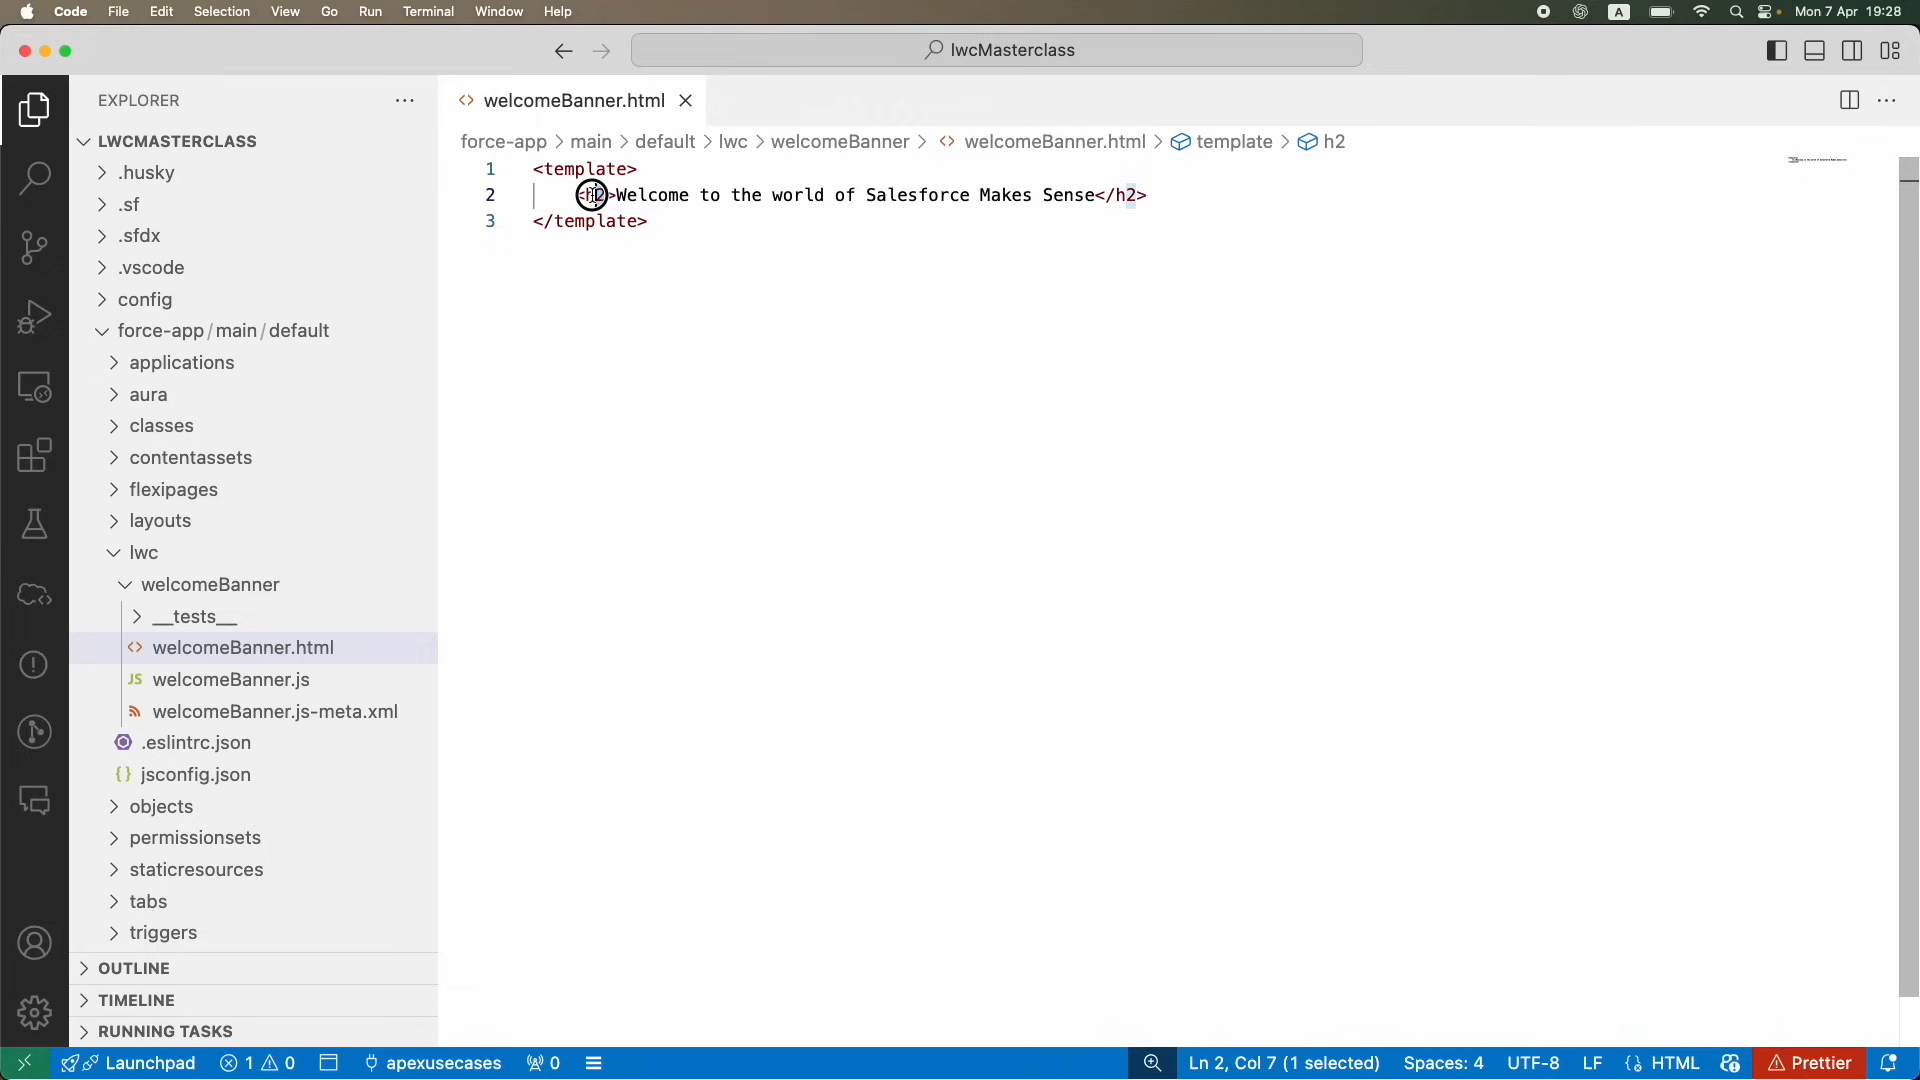 Code File Edit Selection View Go Run Terminal Window Help
A
Mon 7 Apr 19:28
lwcMasterclass
EXPLORER
welcomeBanner.html
LWCMASTERCLASS
.husky
.sf
.sfdx
.vscode
config
force-app/main/default
applications
aura
classes
contentassets
flexipages
layouts
lwc
welcomeBanner
__tests__
welcomeBanner.html
JS welcomeBanner.js
welcomeBanner.js-meta.xml
.eslintrc.json
{} jsconfig.json
objects
permissionsets
staticresources
tabs
triggers
OUTLINE
TIMELINE
RUNNING TASKS
force-app > main > default > lwc > welcomeBanner > <> welcomeBanner.html > template > h2
1 <template>
2 <h2>Welcome to the world of Salesforce Makes Sense</h2>
3 </template>
Launchpad 1 0 apexusecases 0
Ln 2, Col 7 (1 selected) Spaces: 4 UTF-8 LF {} HTML Prettier